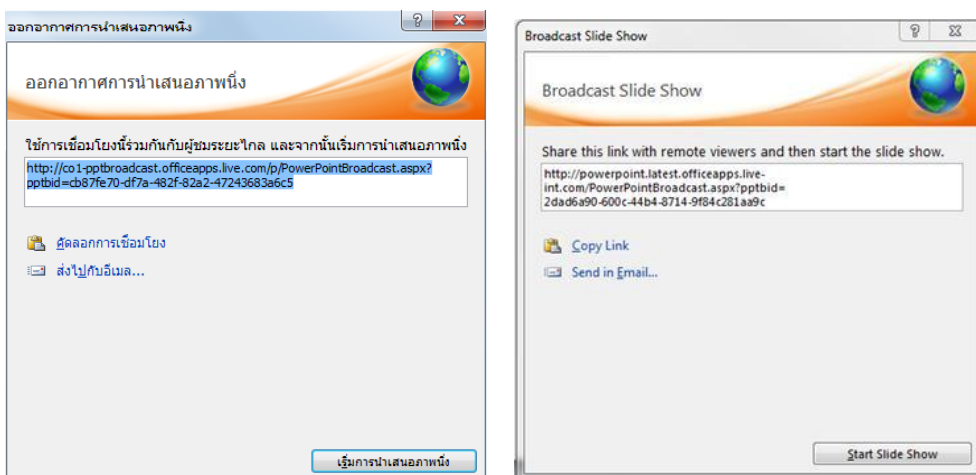 ออกอากาศการนำเสนอภาพนิ่ง
ออกอากาศการนำเสนอภาพนิ่ง
ใช้การเชื่อมโยงนี้ร่วมกันกับผู้ชมระยะไกล และจากนั้นเริ่มการนำเสนอภาพนิ่ง
http://co1-pptbroadcast.officeapps.live.com/p/PowerPointBroadcast.aspx?
pptbid=cb87fe70-df7a-482f-82a2-47243683a6c5
คัดลอกการเชื่อมโยง
ส่งไปกับอีเมล...
เริ่มการนำเสนอภาพนิ่ง
Broadcast Slide Show
Broadcast Slide Show
Share this link with remote viewers and then start the slide show.
http://powerpoint.latest.officeapps.live-
int.com/PowerPointBroadcast.aspx?pptbid=
2dad6a90-600c-44b4-8714-9f84c281aa9c
Copy Link
Send in Email...
Start Slide Show